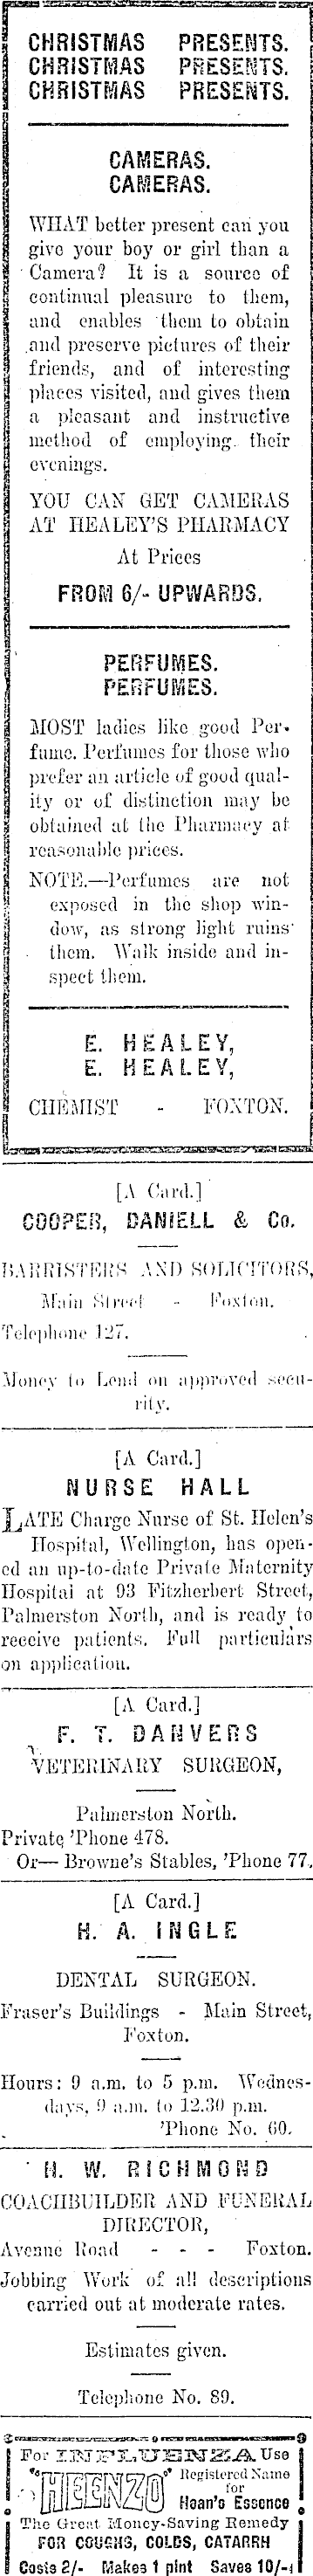 CHRISTMAS PRESENTS.
CHRISTMAS PRESENTS.
CHRISTMAS PRESENTS.
CAMERAS.
CAMERAS.
WHAT better present can you
give your boy or girl than a
Camera? It is a source of
continual pleasure to them,
and enables them to obtain
and preserve pictures of their
friends, and of interesting
places visited, and gives them
a pleasant and instructive
method of employing their
evenings.
YOU CAN GET CAMERAS
AT HEALEY'S PHARMACY
At Prices
FROM 6/- UPWARDS.
PERFUMES.
PERFUMES.
MOST ladies like good Per-
fume. Perfumes for those who
prefer an article of good qual-
ity or of distinction may be
obtained at the Pharmacy at
reasonable prices.
NOTE.—Perfumes are not
exposed in the shop win-
dow, as strong light ruins
them. Walk inside and in-
spect them.
E. HEALEY,
E. HEALEY,
CHEMIST - FOXTON.
[A Card.]
COOPER, DANIELL & Co.
BARRISTERS AND SOLICITORS,
Main Street - Foxton.
Telephone 127.
Money to Lend on approved secu-
rity.
[A Card.]
NURSE HALL
LATE Charge Nurse of St. Helen's
Hospital, Wellington, has open-
ed an up-to-date Private Maternity
Hospital at 93 Fitzherbert Street,
Palmerston North, and is ready to
receive patients. Full particulars
on application.
[A Card.]
F. T. DANVERS
VETERINARY SURGEON,
Palmerston North.
Private 'Phone 478.
Or— Browne's Stables, 'Phone 77.
[A Card.]
H. A. INGLE
DENTAL SURGEON.
Fraser's Buildings - Main Street,
Foxton.
Hours: 9 a.m. to 5 p.m. Wednes-
days, 9 a.m. to 12.30 p.m.
'Phone No. 60.
H. W. RICHMOND
COACHBUILDER AND FUNERAL
DIRECTOR,
Avenue Road - - - Foxton.
Jobbing Work of all descriptions
carried out at moderate rates.
Estimates given.
Telephone No. 89.
For INFLUENZA Use
"HEENZO" Registered Name
for
Hean's Essence
The Great Money-Saving Remedy
FOR COUGHS, COLDS, CATARRH
Costs 2/- Makes 1 pint Saves 10/-